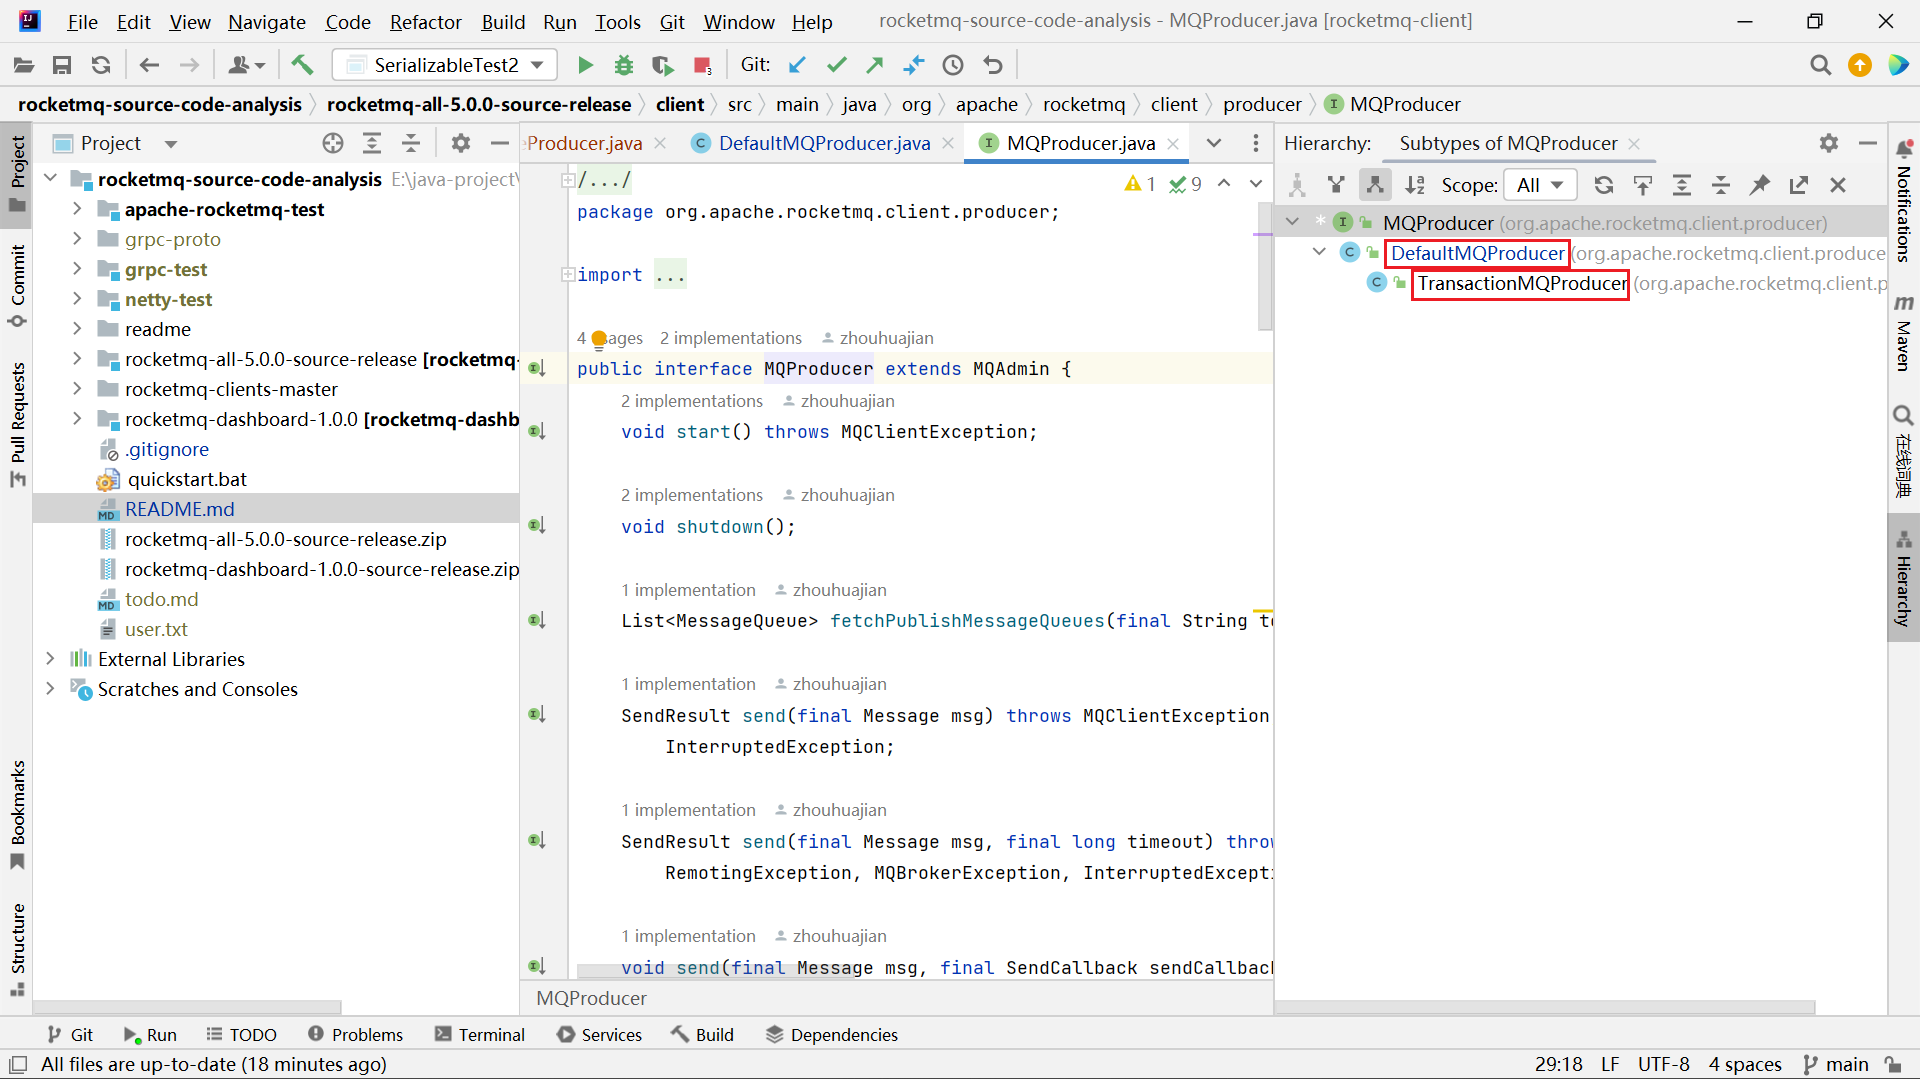 File Edit View Navigate Code Refactor Build Run Tools Git Window Help rocketmq-source-code-analysis - MQProducer.java [rocketmq-client]
SerializableTest2 Git:
rocketmq-source-code-analysis rocketmq-all-5.0.0-source-release client src main java org apache rocketmq client producer MQProducer
Project
eProducer.java DefaultMQProducer.java MQProducer.java
Hierarchy: Subtypes of MQProducer
Scope: All
rocketmq-source-code-analysis E:\java-project\
apache-rocketmq-test
grpc-proto
grpc-test
netty-test
readme
rocketmq-all-5.0.0-source-release [rocketmq-
rocketmq-clients-master
rocketmq-dashboard-1.0.0 [rocketmq-dashb
.gitignore
quickstart.bat
README.md
rocketmq-all-5.0.0-source-release.zip
rocketmq-dashboard-1.0.0-source-release.zip
todo.md
user.txt
External Libraries
Scratches and Consoles
/.../
1 9
package org.apache.rocketmq.client.producer;
import ...
4 usages 2 implementations zhouhuajian
public interface MQProducer extends MQAdmin {
2 implementations zhouhuajian
void start() throws MQClientException;
2 implementations zhouhuajian
void shutdown();
1 implementation zhouhuajian
List<MessageQueue> fetchPublishMessageQueues(final String to
1 implementation zhouhuajian
SendResult send(final Message msg) throws MQClientException
InterruptedException;
1 implementation zhouhuajian
SendResult send(final Message msg, final long timeout) throw
RemotingException, MQBrokerException, InterruptedExcepti
1 implementation zhouhuajian
void send(final Message msg, final SendCallback sendCallback
MQProducer
MQProducer (org.apache.rocketmq.client.producer)
DefaultMQProducer (org.apache.rocketmq.client.produce
TransactionMQProducer (org.apache.rocketmq.client.p
Project
Commit
Pull Requests
Bookmarks
Structure
Notifications
Maven
在线词典
Hierarchy
Git Run TODO Problems Terminal Services Build Dependencies
All files are up-to-date (18 minutes ago) 29:18 LF UTF-8 4 spaces main